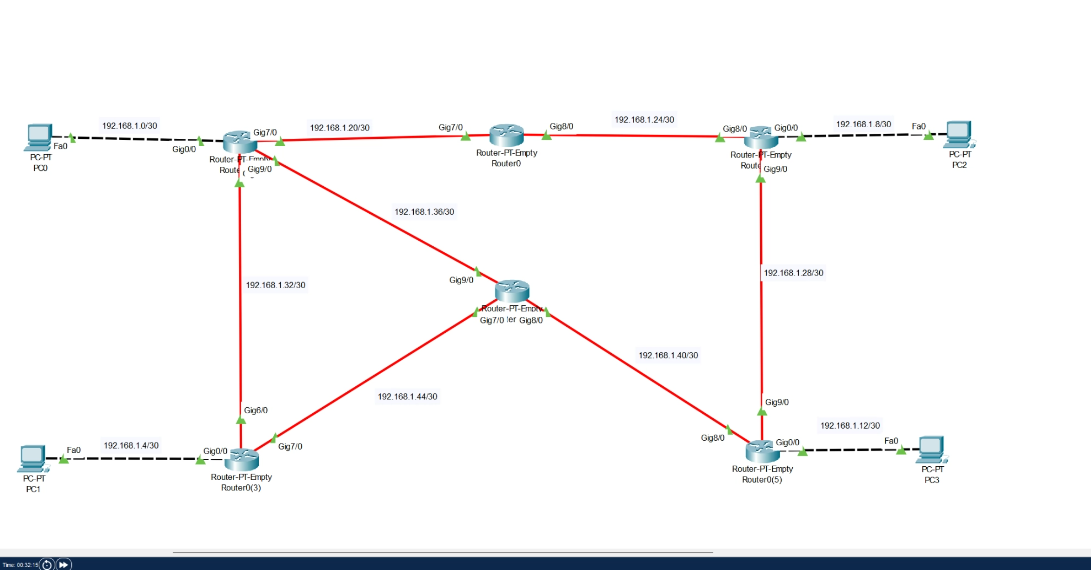 192.168.1.0/30
Fa0
PC-PT
PC0
Gig0/0
Gig7/0
Router-PT-Empty
Gig9/0
192.168.1.20/30
Gig7/0
Router-PT-Empty
Router0
Gig8/0
192.168.1.24/30
Gig8/0
Gig0/0
Router-PT-Empty
Gig9/0
192.168.1.8/30
Fa0
PC-PT
PC2
192.168.1.36/30
192.168.1.32/30
192.168.1.28/30
Gig9/0
Router-PT-Empty
Gig7/0
Gig8/0
192.168.1.44/30
192.168.1.40/30
192.168.1.4/30
Fa0
PC-PT
PC1
Gig0/0
Gig6/0
Gig7/0
Router-PT-Empty
Router0(3)
Gig9/0
Gig8/0
Gig0/0
Router-PT-Empty
Router0(5)
192.168.1.12/30
Fa0
PC-PT
PC3
Time: 00:32:15